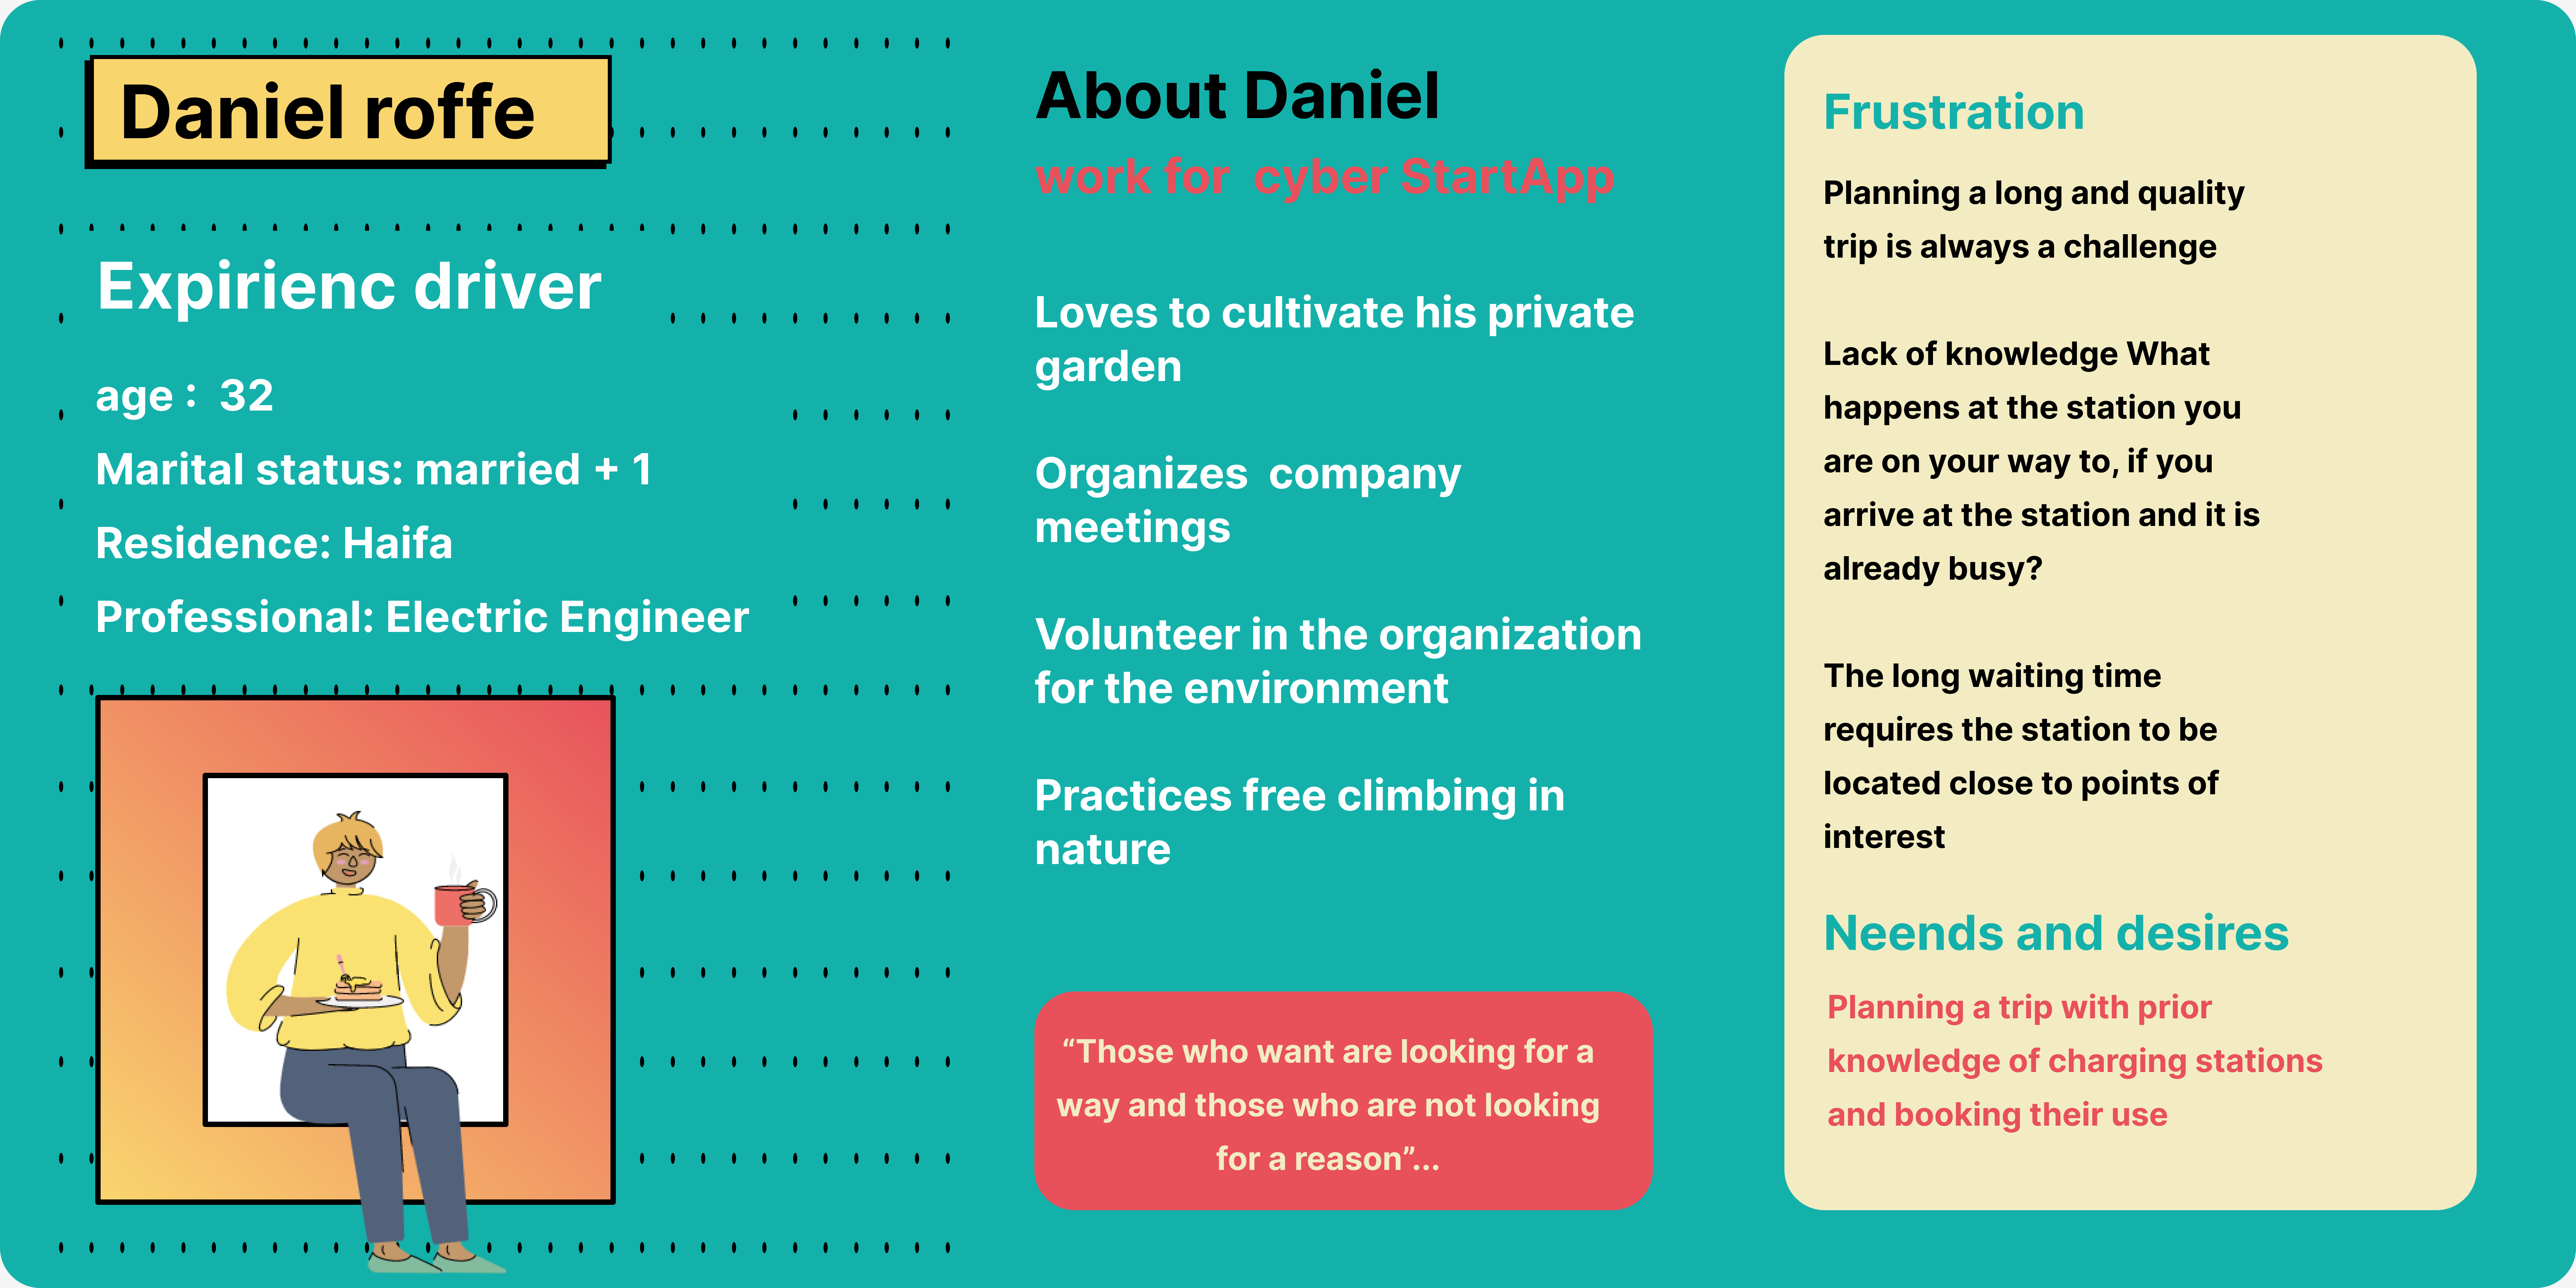 Daniel roffe
Expirienc driver
age :  32
Marital status: married + 1
Residence: Haifa
Professional: Electric Engineer
About Daniel
work for  cyber StartApp
Loves to cultivate his private
garden
Organizes  company
meetings
Volunteer in the organization
for the environment
Practices free climbing in
nature
“Those who want are looking for a
way and those who are not looking
for a reason”...
Frustration
Planning a long and quality
trip is always a challenge
Lack of knowledge What
happens at the station you
are on your way to, if you
arrive at the station and it is
already busy?
The long waiting time
requires the station to be
located close to points of
interest
Neends and desires
Planning a trip with prior
knowledge of charging stations
and booking their use